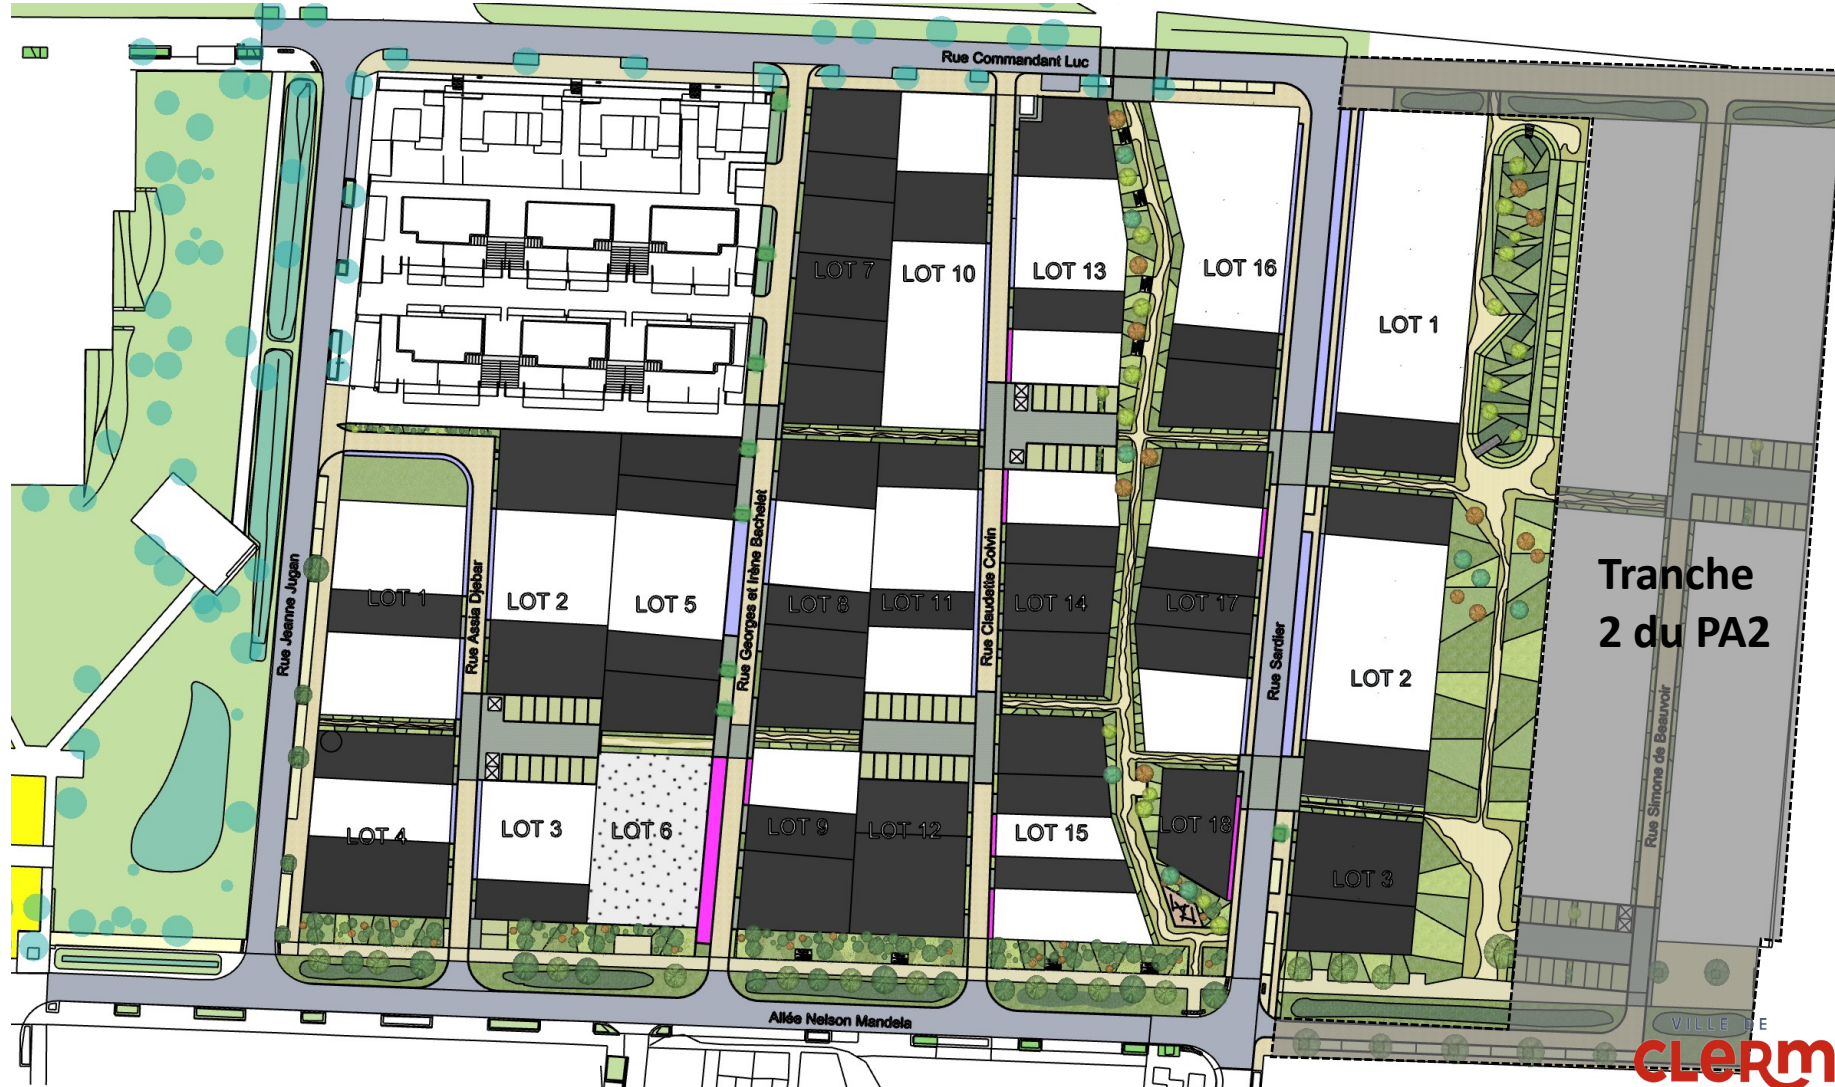 Rue Commandant Luc
LOT 7
LOT 10
LOT 13
LOT 16
LOT 1
Rue Jeanne Jugan
LOT 1
Rue Assia Djebar
LOT 2
LOT 5
Rue Georges et Irène Bachelet
LOT 8
LOT 11
Rue Claudette Colvin
LOT 14
LOT 17
Rue Sardier
LOT 2
Tranche
2 du PA2
Rue Simone de Beauvoir
LOT 4
LOT 3
LOT 6
LOT 9
LOT 12
LOT 15
LOT 18
LOT 3
Allée Nelson Mandela
VILLE DE
CLERM